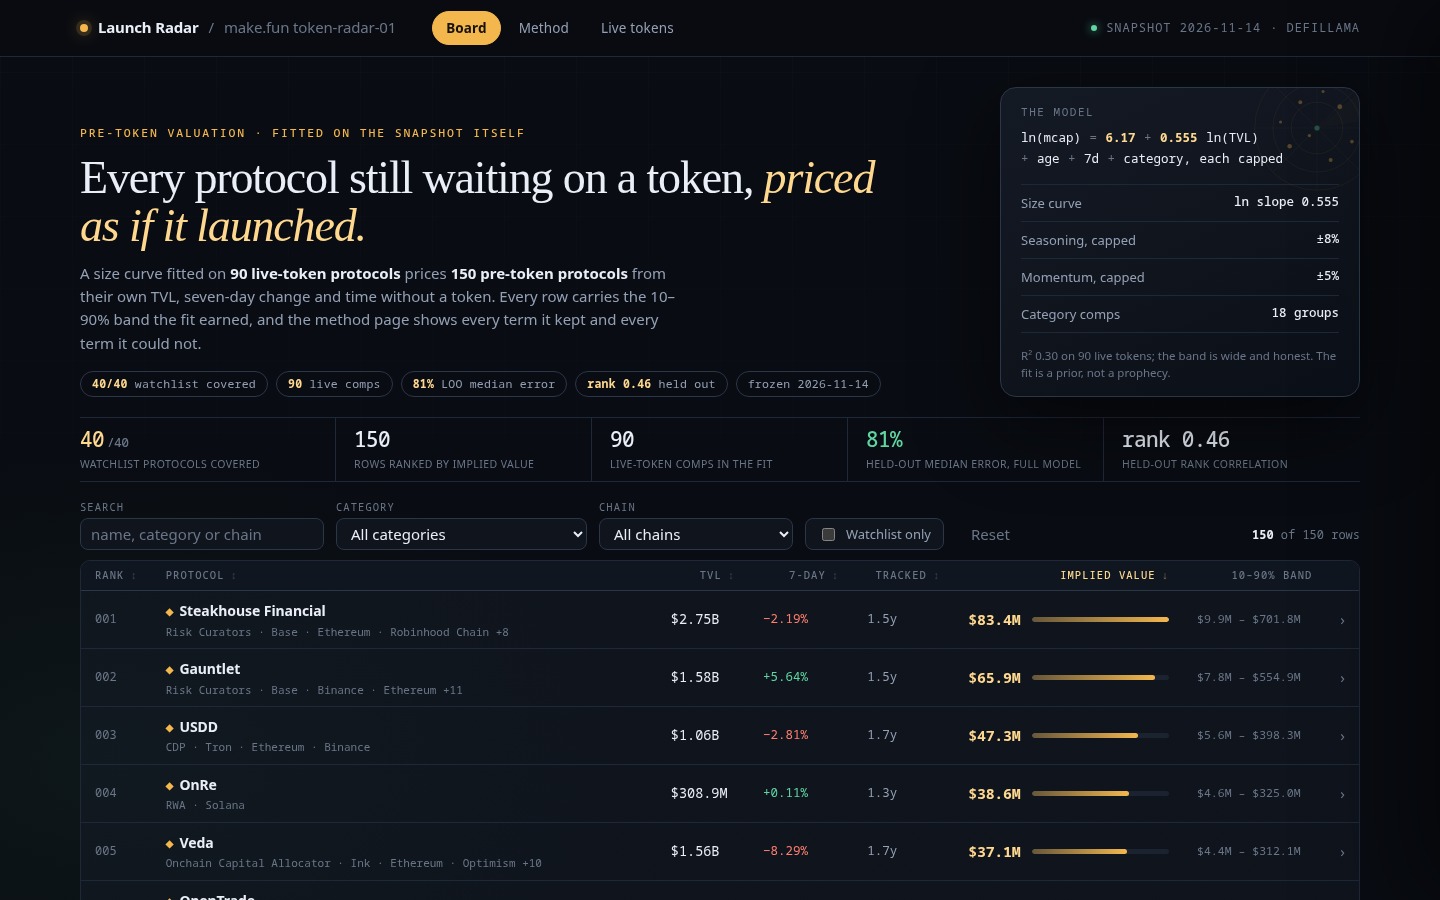 Launch Radar / make.fun token-radar-01 Board Method Live tokens SNAPSHOT 2026-11-14 · DEFILLAMA
PRE-TOKEN VALUATION · FITTED ON THE SNAPSHOT ITSELF
Every protocol still waiting on a token, priced
as if it launched.
A size curve fitted on 90 live-token protocols prices 150 pre-token protocols from
their own TVL, seven-day change and time without a token. Every row carries the 10–
90% band the fit earned, and the method page shows every term it kept and every
term it could not.
40/40 watchlist covered 90 live comps 81% LOO median error rank 0.46 held out frozen 2026-11-14
THE MODEL
ln(mcap) = 6.17 + 0.555 ln(TVL)
+ age + 7d + category, each capped
Size curve ln slope 0.555
Seasoning, capped ±8%
Momentum, capped ±5%
Category comps 18 groups
R² 0.30 on 90 live tokens; the band is wide and honest. The
fit is a prior, not a prophecy.
40 /40 150 90 81% rank 0.46
WATCHLIST PROTOCOLS COVERED ROWS RANKED BY IMPLIED VALUE LIVE-TOKEN COMPS IN THE FIT HELD-OUT MEDIAN ERROR, FULL MODEL HELD-OUT RANK CORRELATION
SEARCH CATEGORY CHAIN
name, category or chain All categories All chains Watchlist only Reset 150 of 150 rows
RANK ↕ PROTOCOL ↕ TVL ↕ 7-DAY ↕ TRACKED ↕ IMPLIED VALUE ↓ 10–90% BAND
001 ◆ Steakhouse Financial $2.75B −2.19% 1.5y $83.4M $9.9M – $701.8M ›
Risk Curators · Base · Ethereum · Robinhood Chain +8
002 ◆ Gauntlet $1.58B +5.64% 1.5y $65.9M $7.8M – $554.9M ›
Risk Curators · Base · Binance · Ethereum +11
003 ◆ USDD $1.06B −2.81% 1.7y $47.3M $5.6M – $398.3M ›
CDP · Tron · Ethereum · Binance
004 ◆ OnRe $308.9M +0.11% 1.3y $38.6M $4.6M – $325.0M ›
RWA · Solana
005 ◆ Veda $1.56B −8.29% 1.7y $37.1M $4.4M – $312.1M ›
Onchain Capital Allocator · Ink · Ethereum · Optimism +10
◆ OpenTrade